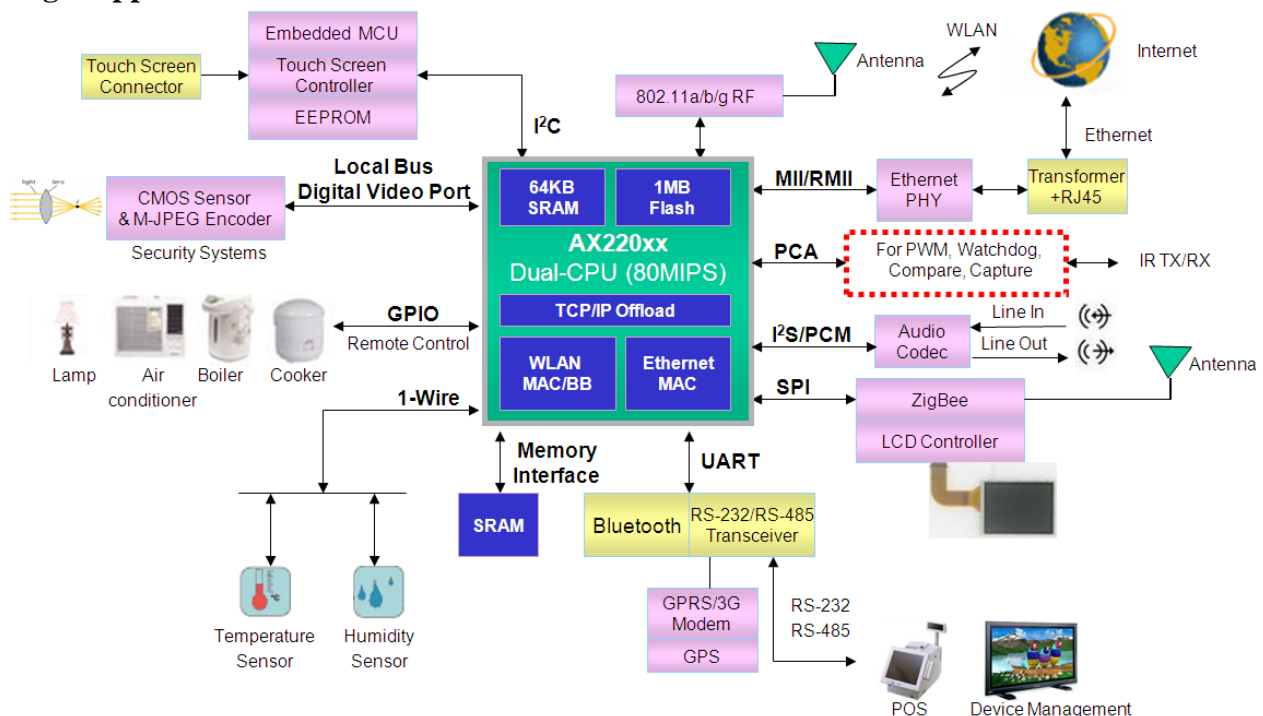 Embedded MCU
Touch Screen
Connector
Touch Screen
Controller
EEPROM
I²C
802.11a/b/g RF
Antenna
WLAN
Internet
Ethernet
Local Bus
Digital Video Port
light
lens
CMOS Sensor
& M-JPEG Encoder
Security Systems
64KB
SRAM
1MB
Flash
AX220xx
Dual-CPU (80MIPS)
TCP/IP Offload
WLAN
MAC/BB
Ethernet
MAC
MII/RMII
Ethernet
PHY
Transformer
+RJ45
PCA
For PWM, Watchdog,
Compare, Capture
IR TX/RX
GPIO
Remote Control
Lamp
Air
conditioner
Boiler
Cooker
I²S/PCM
Audio
Codec
Line In
Line Out
SPI
ZigBee
LCD Controller
Antenna
1-Wire
Memory
Interface
SRAM
UART
Bluetooth
RS-232/RS-485
Transceiver
GPRS/3G
Modem
GPS
RS-232
RS-485
Temperature
Sensor
Humidity
Sensor
POS
Device Management